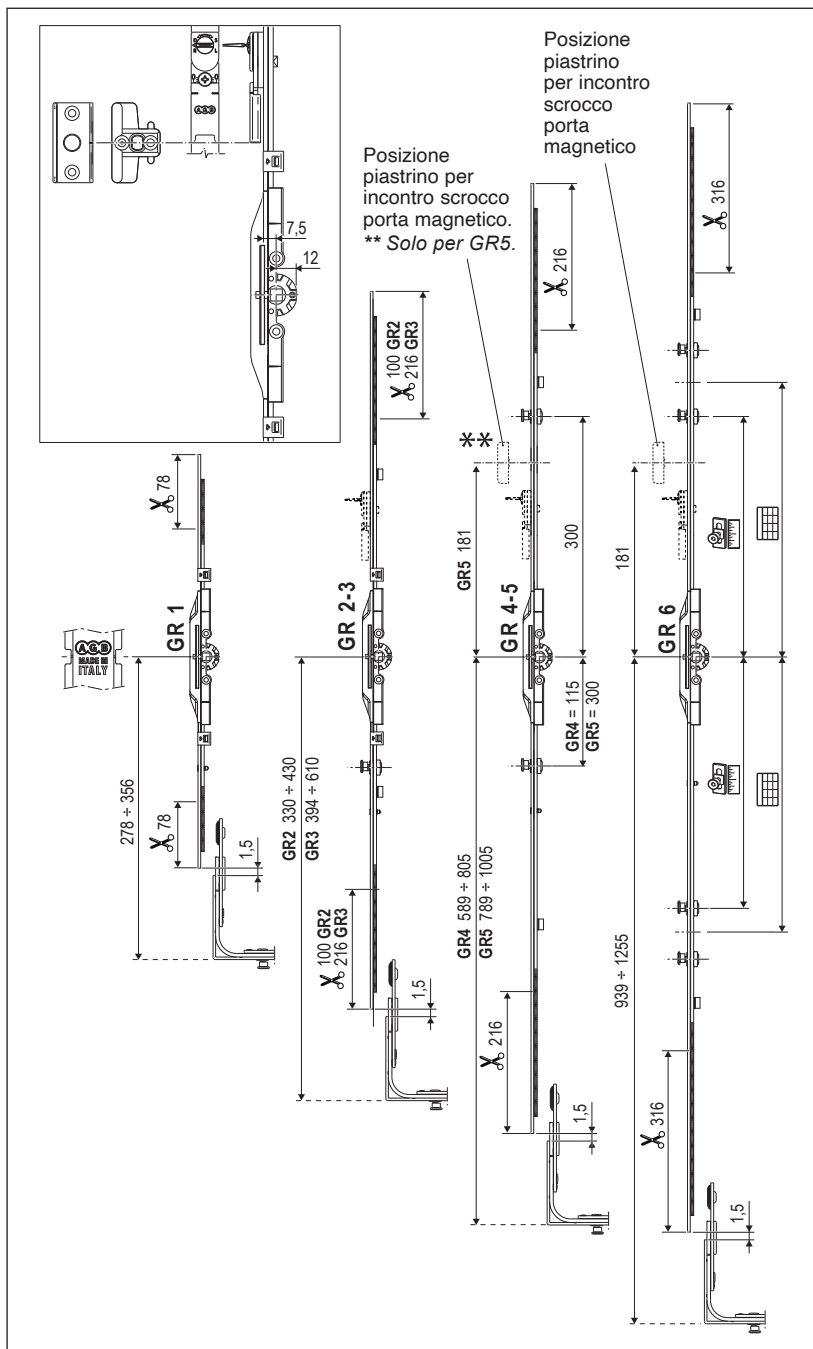 Posizione
piastrino
per incontro
scrocco
porta
magnetico
Posizione
piastrino per
incontro scrocco
porta magnetico.
** Solo per GR5.
AGB
7,5
12
316
216
100 GR2
216 GR3
78
**
GR5 181
300
181
GR 1
GR 2-3
GR 4-5
GR 6
AGB
MADE IN
ITALY
278 ÷ 356
78
1,5
GR2 330 ÷ 430
GR3 394 ÷ 610
100 GR2
216 GR3
1,5
GR4 = 115
GR5 = 300
GR4 589 ÷ 805
GR5 789 ÷ 1005
216
1,5
939 ÷ 1255
316
1,5